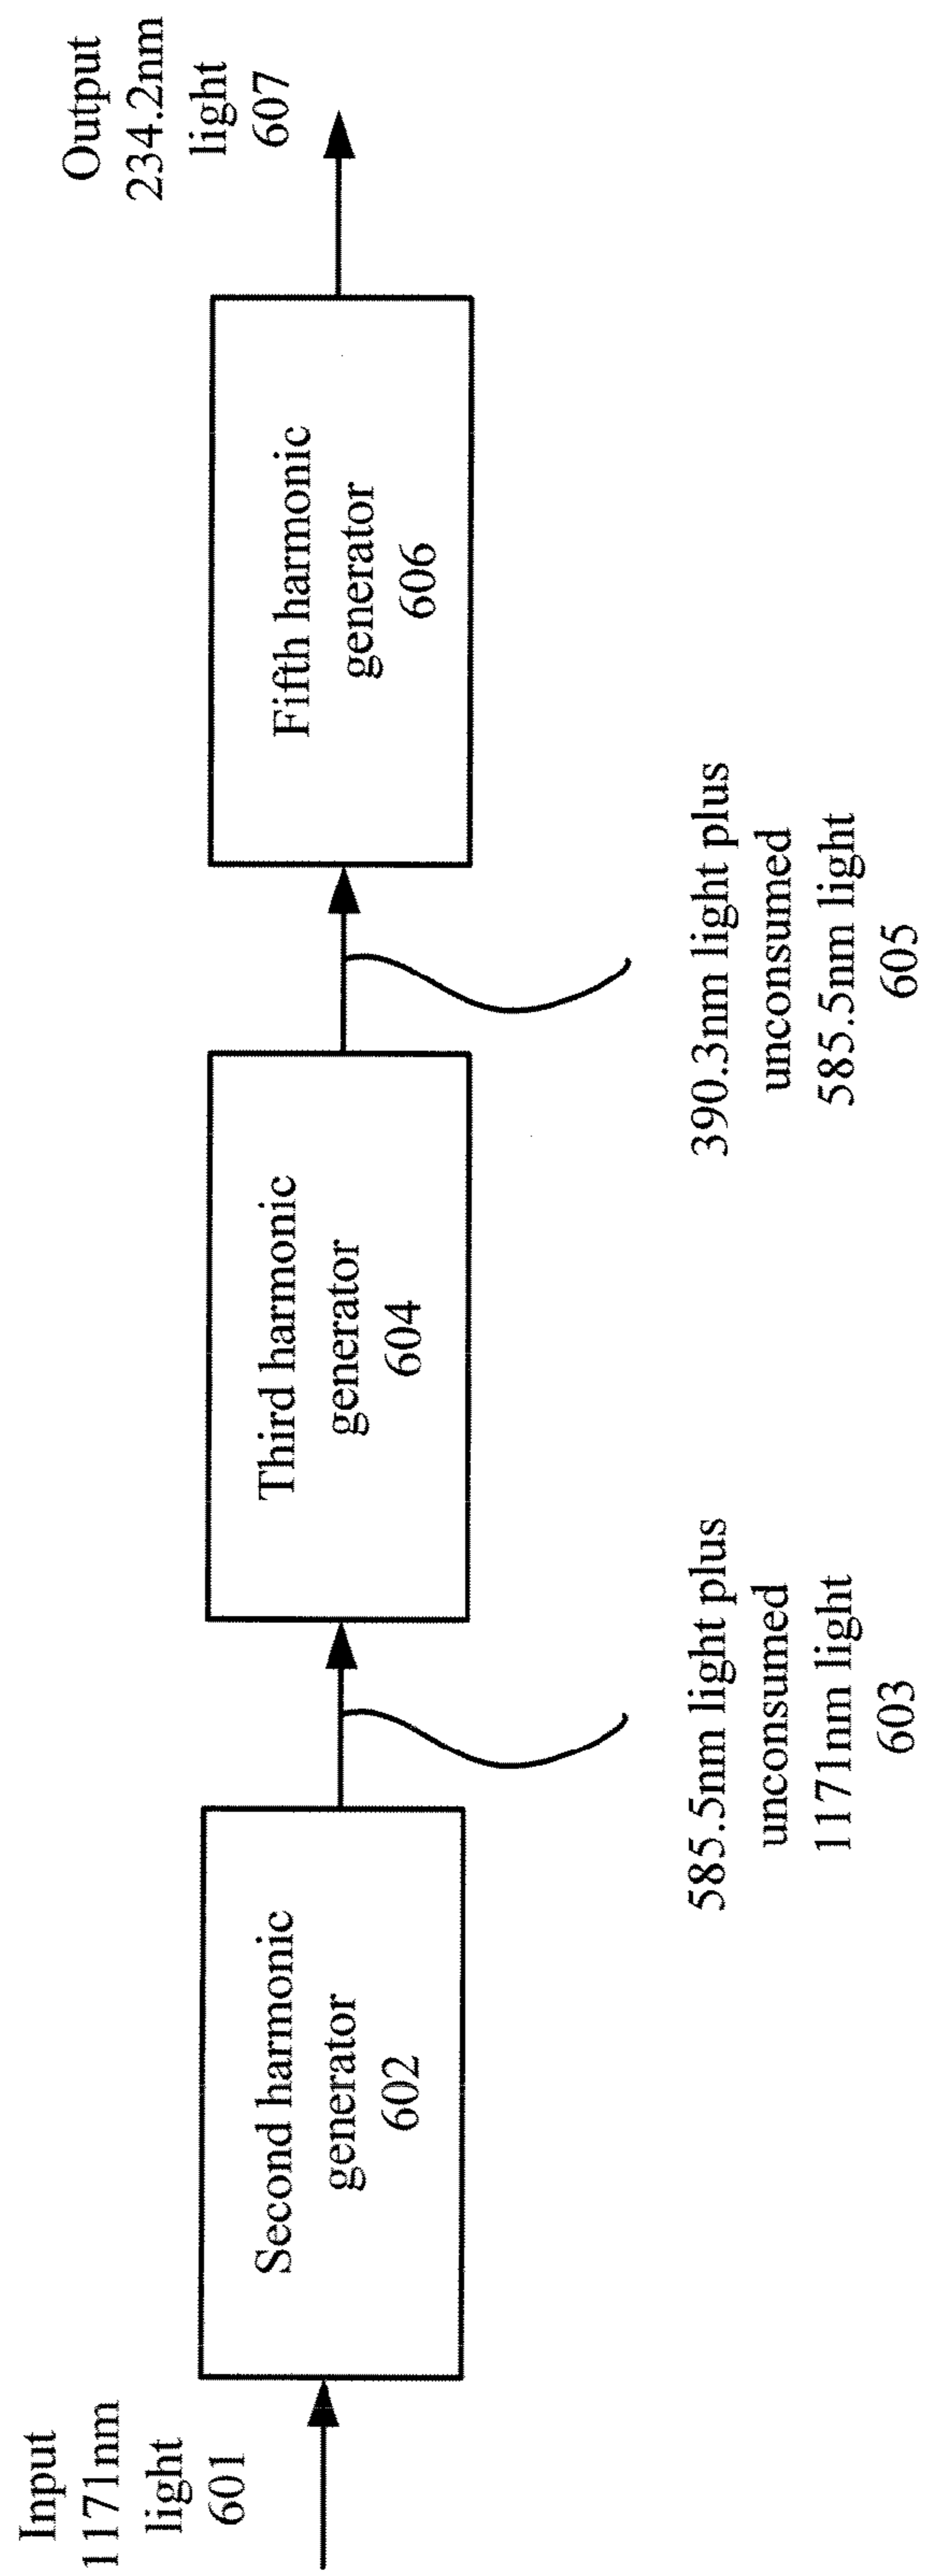 Input
1171nm
light
601
Second harmonic
generator
602
585.5nm light plus
unconsumed
1171nm light
603
Third harmonic
generator
604
390.3nm light plus
unconsumed
585.5nm light
605
Fifth harmonic
generator
606
Output
234.2nm
light
607